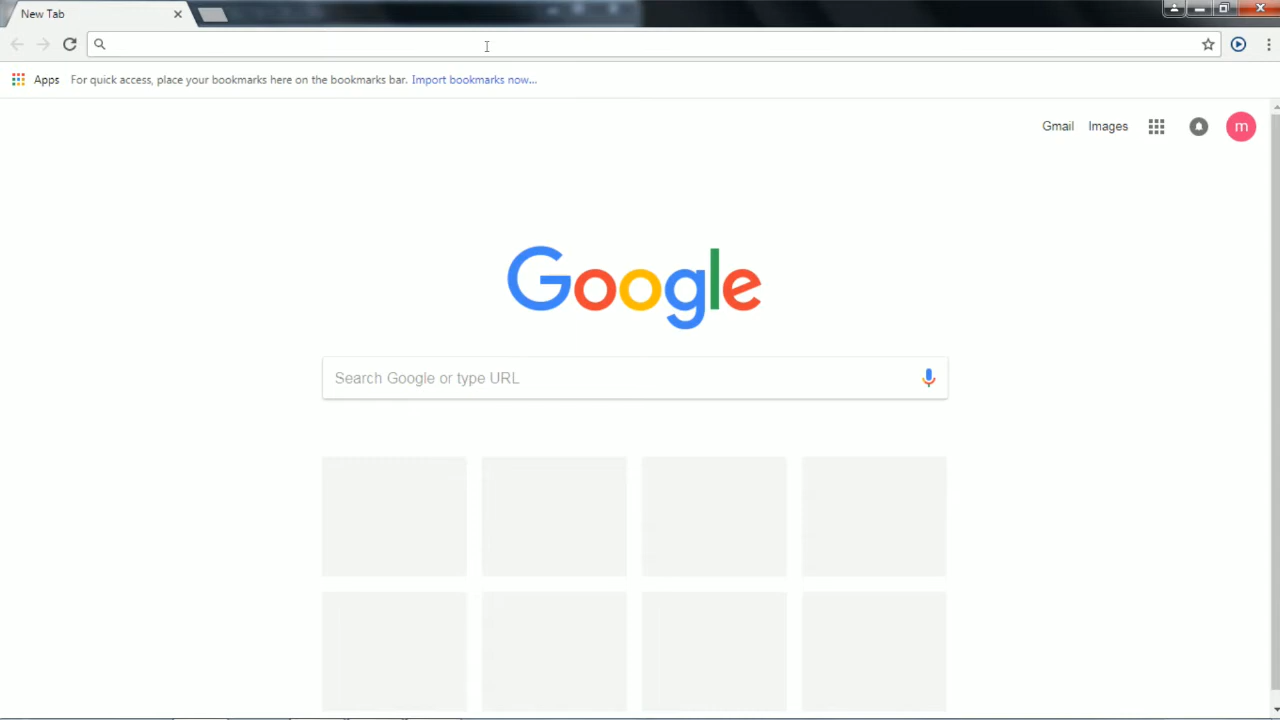 New Tab
Apps For quick access, place your bookmarks here on the bookmarks bar. Import bookmarks now...
Gmail Images m
Google
Search Google or type URL